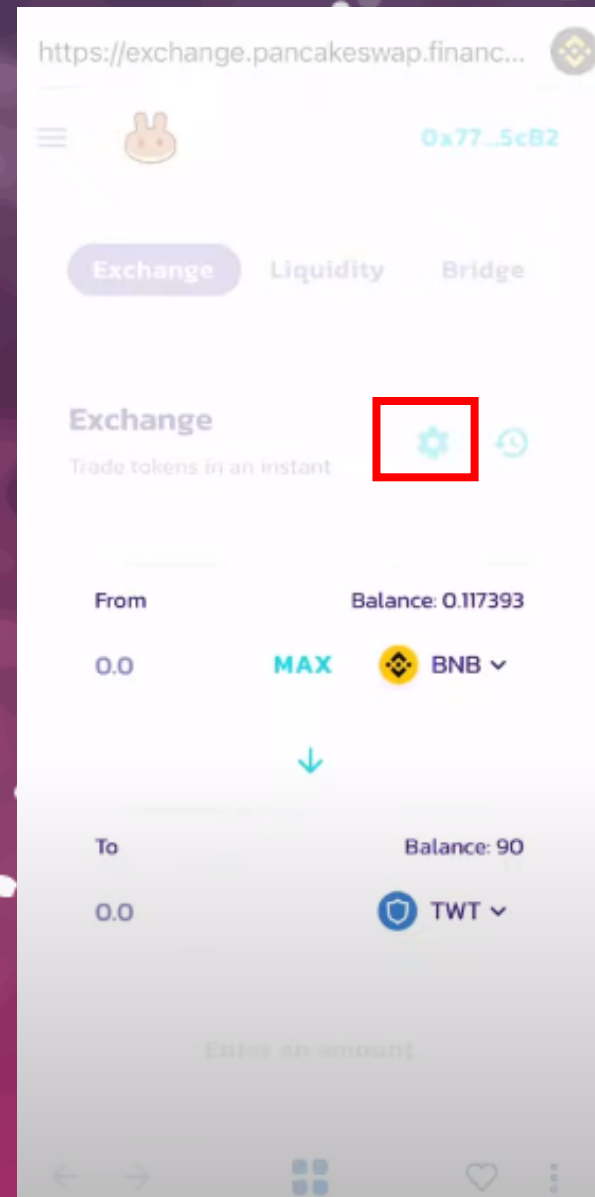 https://exchange.pancakeswap.financ...
0x77...5cB2
Exchange Liquidity Bridge
Exchange
Trade tokens in an instant
From Balance: 0.117393
0.0 MAX BNB
To Balance: 90
0.0 TWT
Enter an amount